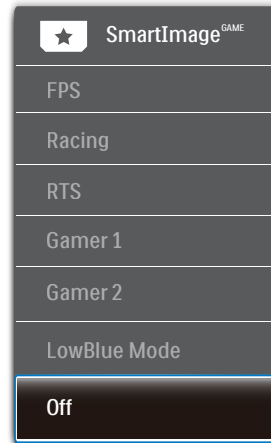 SmartImage GAME
FPS
Racing
RTS
Gamer 1
Gamer 2
LowBlue Mode
Off